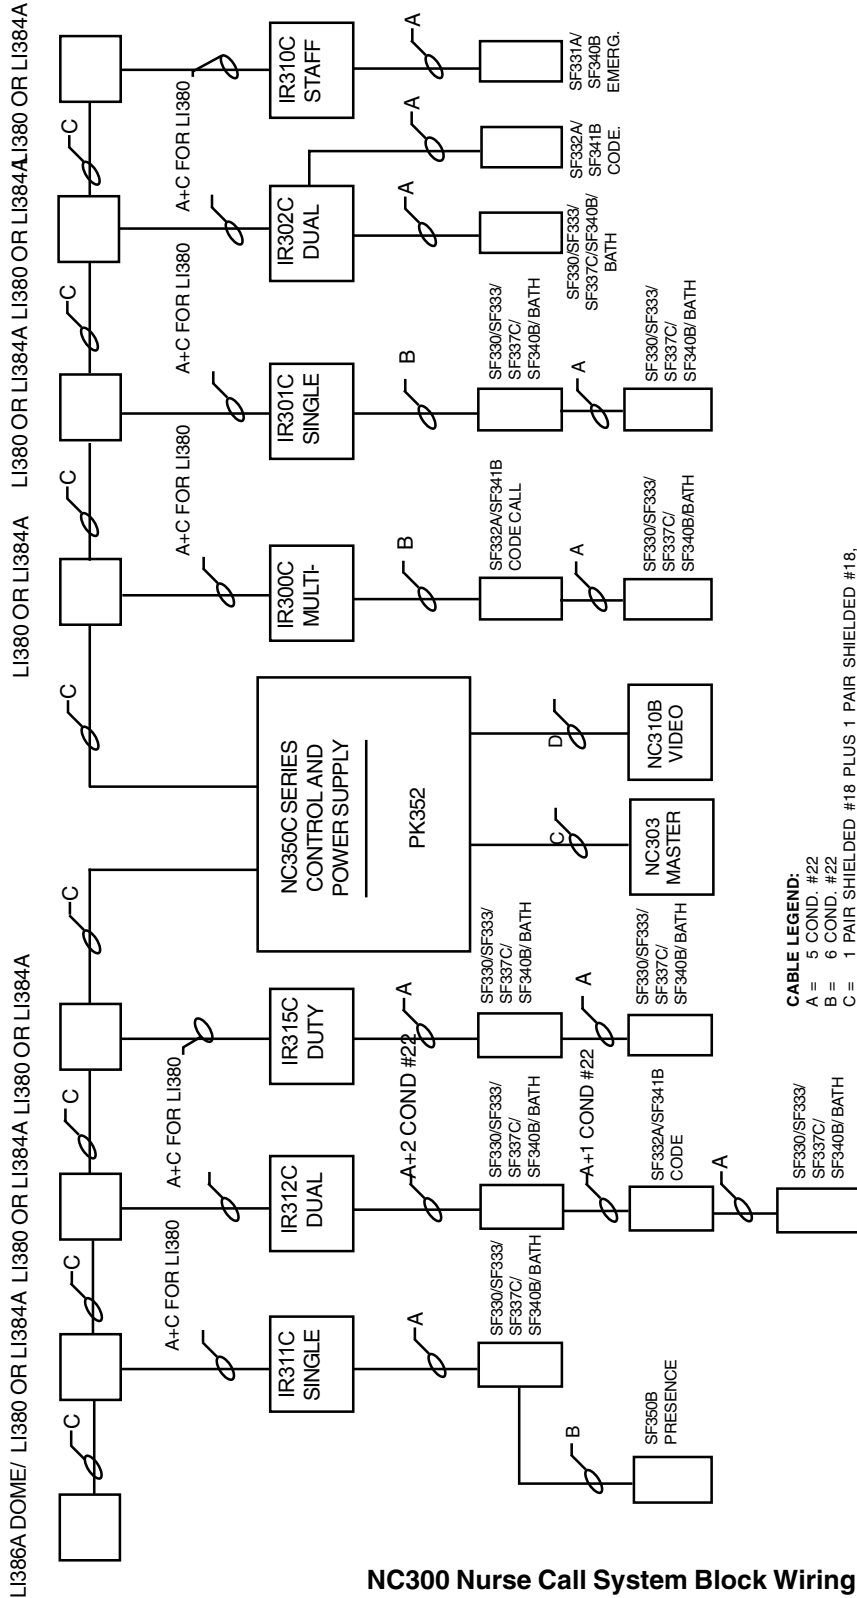 LI386A DOME/ LI380 OR LI384A LI380 OR LI384A LI380 OR LI384A
LI380 OR LI384A
LI380 OR LI384A LI380 OR LI384A LI380 OR LI384A
C
C
C
C
C
C
C
C
A+C FOR LI380
A+C FOR LI380
A+C FOR LI380
A+C FOR LI380
A+C FOR LI380
A+C FOR LI380
IR311C
SINGLE
IR312C
DUAL
IR315C
DUTY
NC350C SERIES
CONTROL AND
POWER SUPPLY
PK352
IR300C
MULTI-
IR301C
SINGLE
IR302C
DUAL
IR310C
STAFF
A
A+2 COND #22
A
C
D
B
B
A
A
A
SF330/SF333/
SF337C/
SF340B/ BATH
SF330/SF333/
SF337C/
SF340B/ BATH
SF330/SF333/
SF337C/
SF340B/ BATH
NC303
MASTER
NC310B
VIDEO
SF332A/SF341B
CODE CALL
SF330/SF333/
SF337C/
SF340B/ BATH
SF330/SF333/
SF337C/SF340B/
BATH
SF332A/
SF341B
CODE.
SF331A/
SF340B
EMERG.
B
A+1 COND #22
A
A
A
SF350B
PRESENCE
SF332A/SF341B
CODE
SF330/SF333/
SF337C/
SF340B/ BATH
SF330/SF333/
SF337C/
SF340B/BATH
SF330/SF333/
SF337C/
SF340B/ BATH
A
SF330/SF333/
SF337C/
SF340B/ BATH
CABLE LEGEND:
A = 5 COND. #22
B = 6 COND. #22
C = 1 PAIR SHIELDED #18 PLUS 1 PAIR SHIELDED #18,
NC300 Nurse Call System Block Wiring